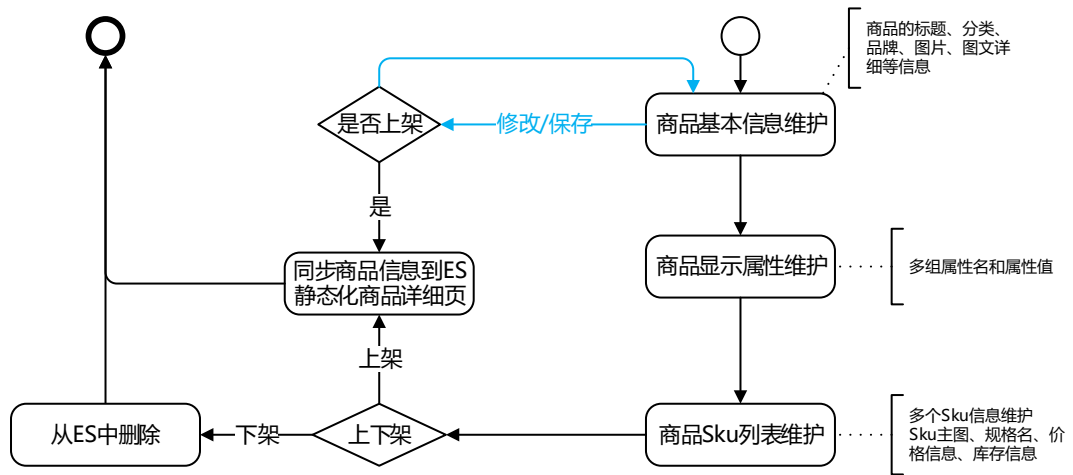 商品的标题、分类、
品牌、图片、图文详
细等信息
是否上架
修改/保存
商品基本信息维护
是
同步商品信息到ES
静态化商品详细页
商品显示属性维护
多组属性名和属性值
上架
从ES中删除
下架
上下架
商品Sku列表维护
多个Sku信息维护
Sku主图、规格名、价
格信息、库存信息